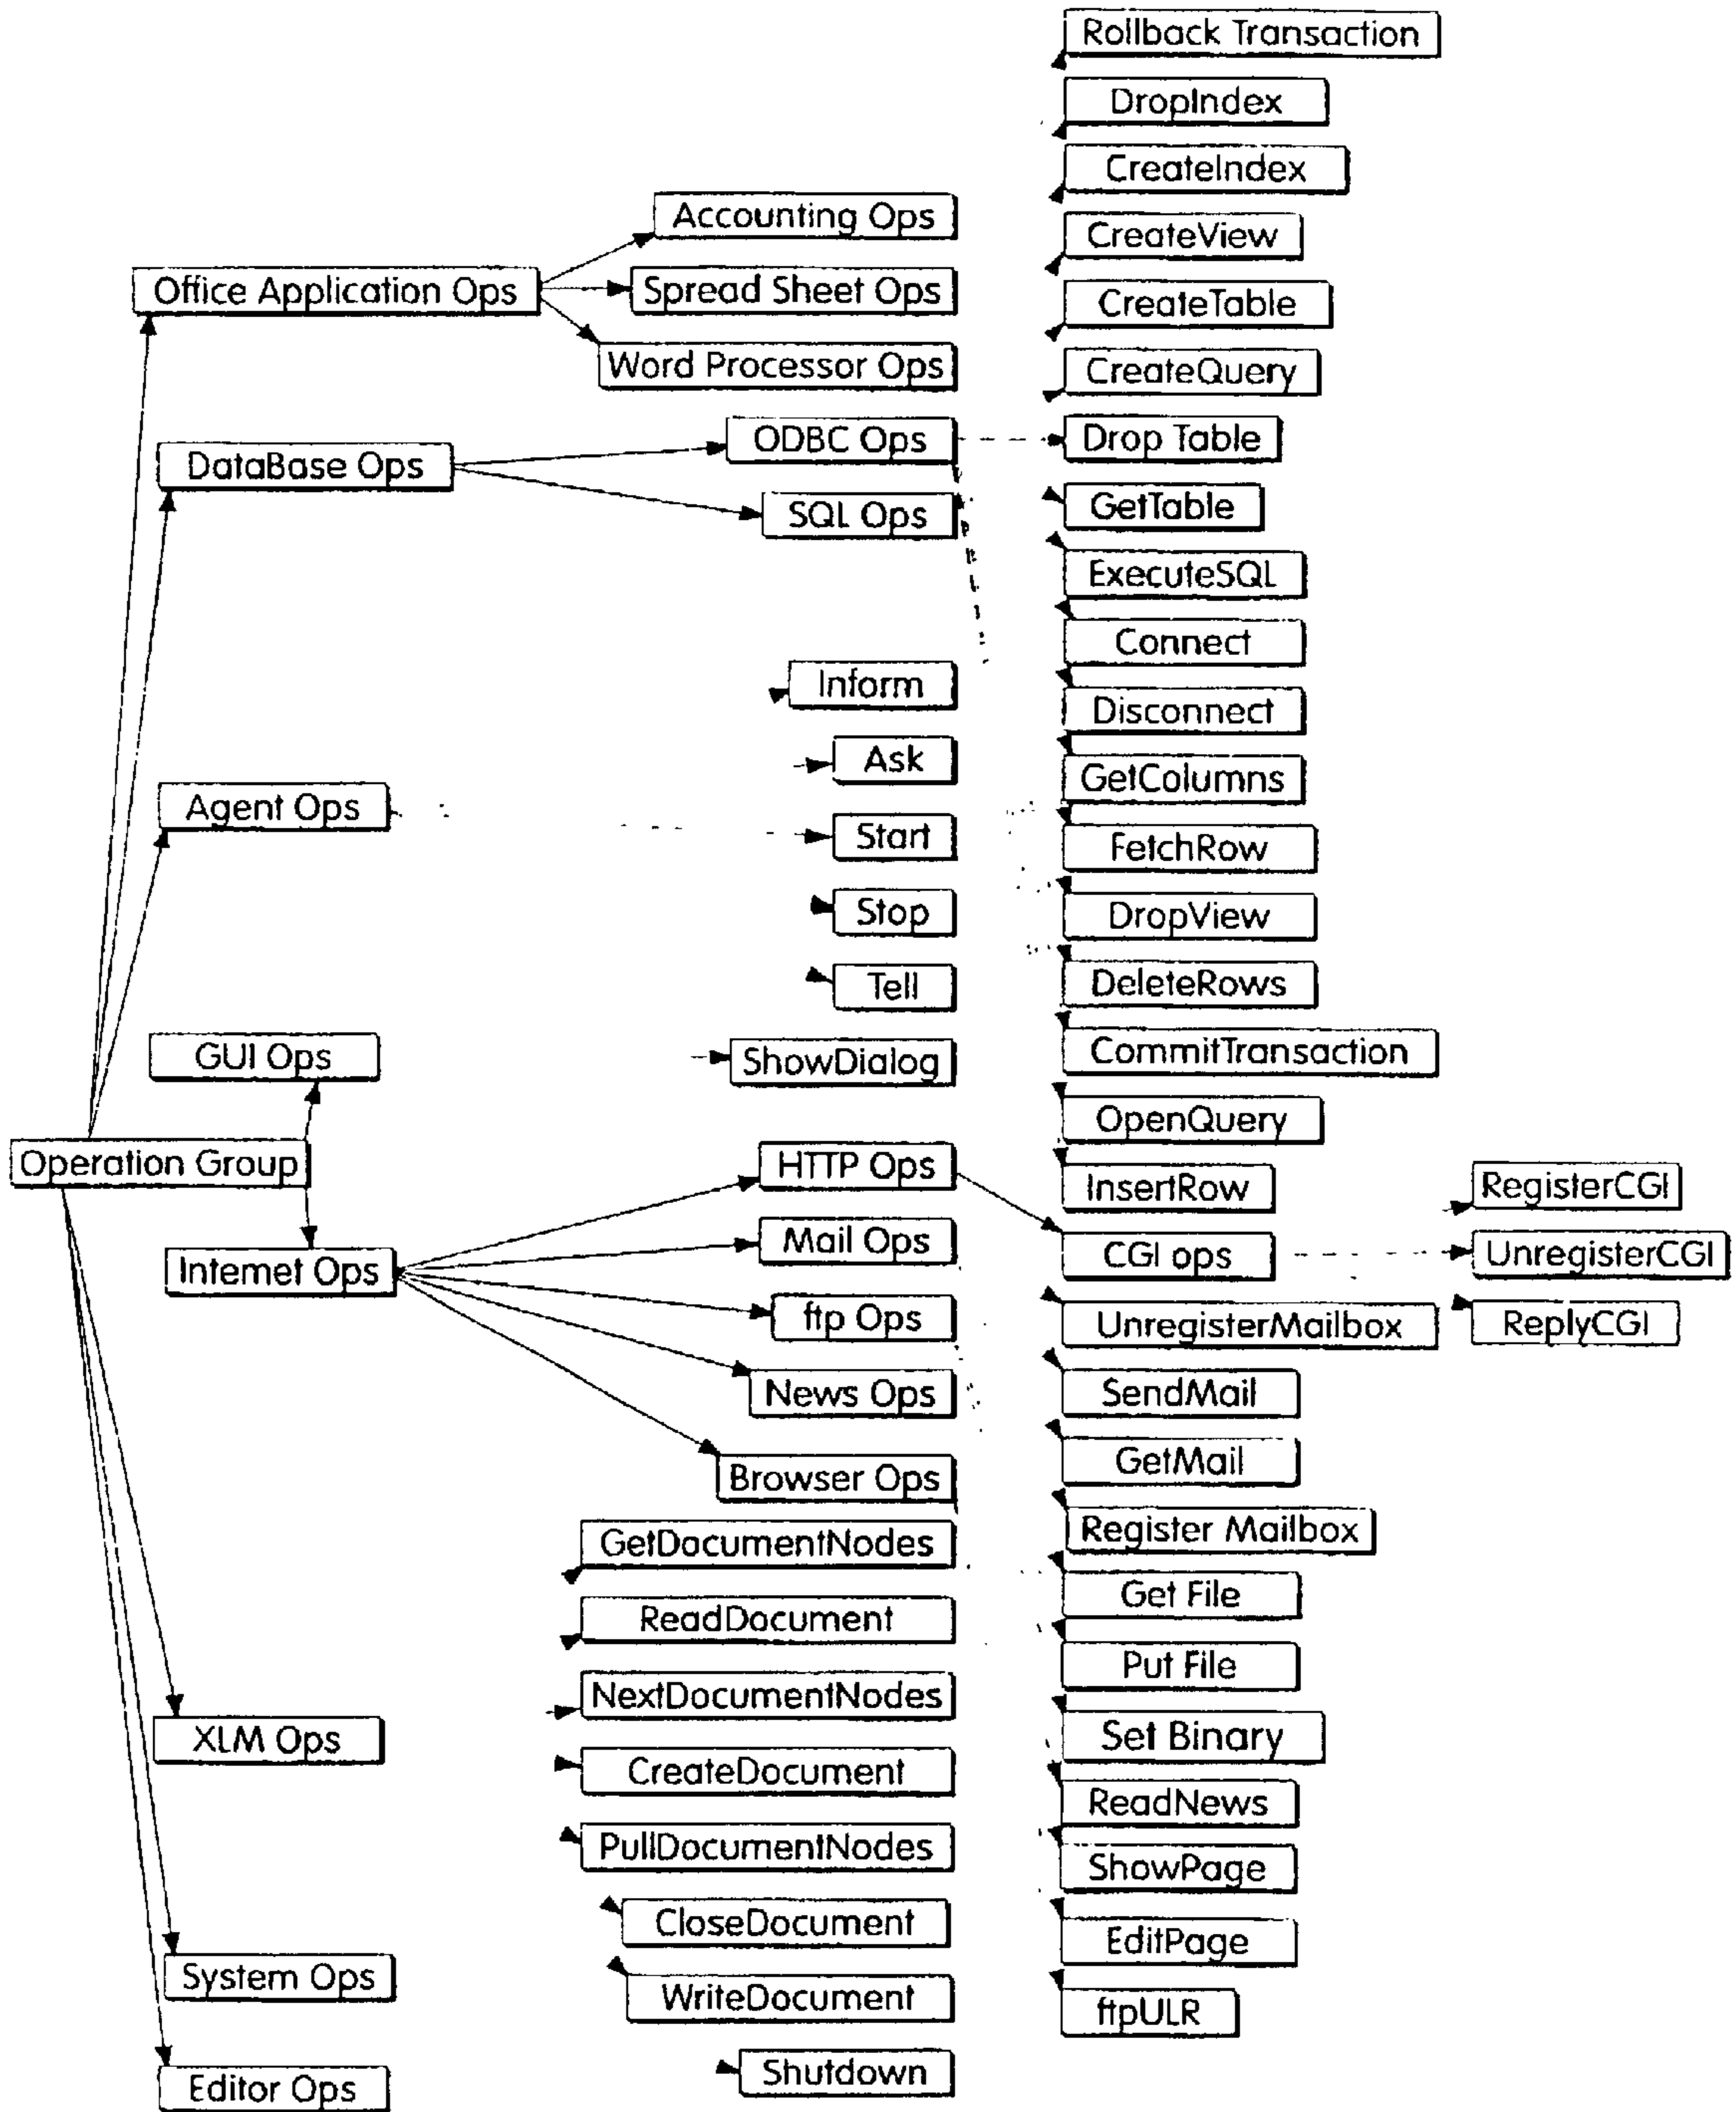 Rollback Transaction
DropIndex
CreateIndex
CreateView
CreateTable
CreateQuery
Drop Table
GetTable
ExecuteSQL
Connect
Disconnect
GetColumns
FetchRow
DropView
DeleteRows
CommitTransaction
OpenQuery
InsertRow
CGI ops
UnregisterMailbox
SendMail
GetMail
Register Mailbox
Get File
Put File
Set Binary
ReadNews
ShowPage
EditPage
ftpULR
RegisterCGI
UnregisterCGI
ReplyCGI
Accounting Ops
Spread Sheet Ops
Word Processor Ops
ODBC Ops
SQL Ops
Inform
Ask
Start
Stop
Tell
ShowDialog
HTTP Ops
Mail Ops
ftp Ops
News Ops
Browser Ops
GetDocumentNodes
ReadDocument
NextDocumentNodes
CreateDocument
PullDocumentNodes
CloseDocument
WriteDocument
Shutdown
Office Application Ops
DataBase Ops
Agent Ops
GUI Ops
Operation Group
Internet Ops
XLM Ops
System Ops
Editor Ops